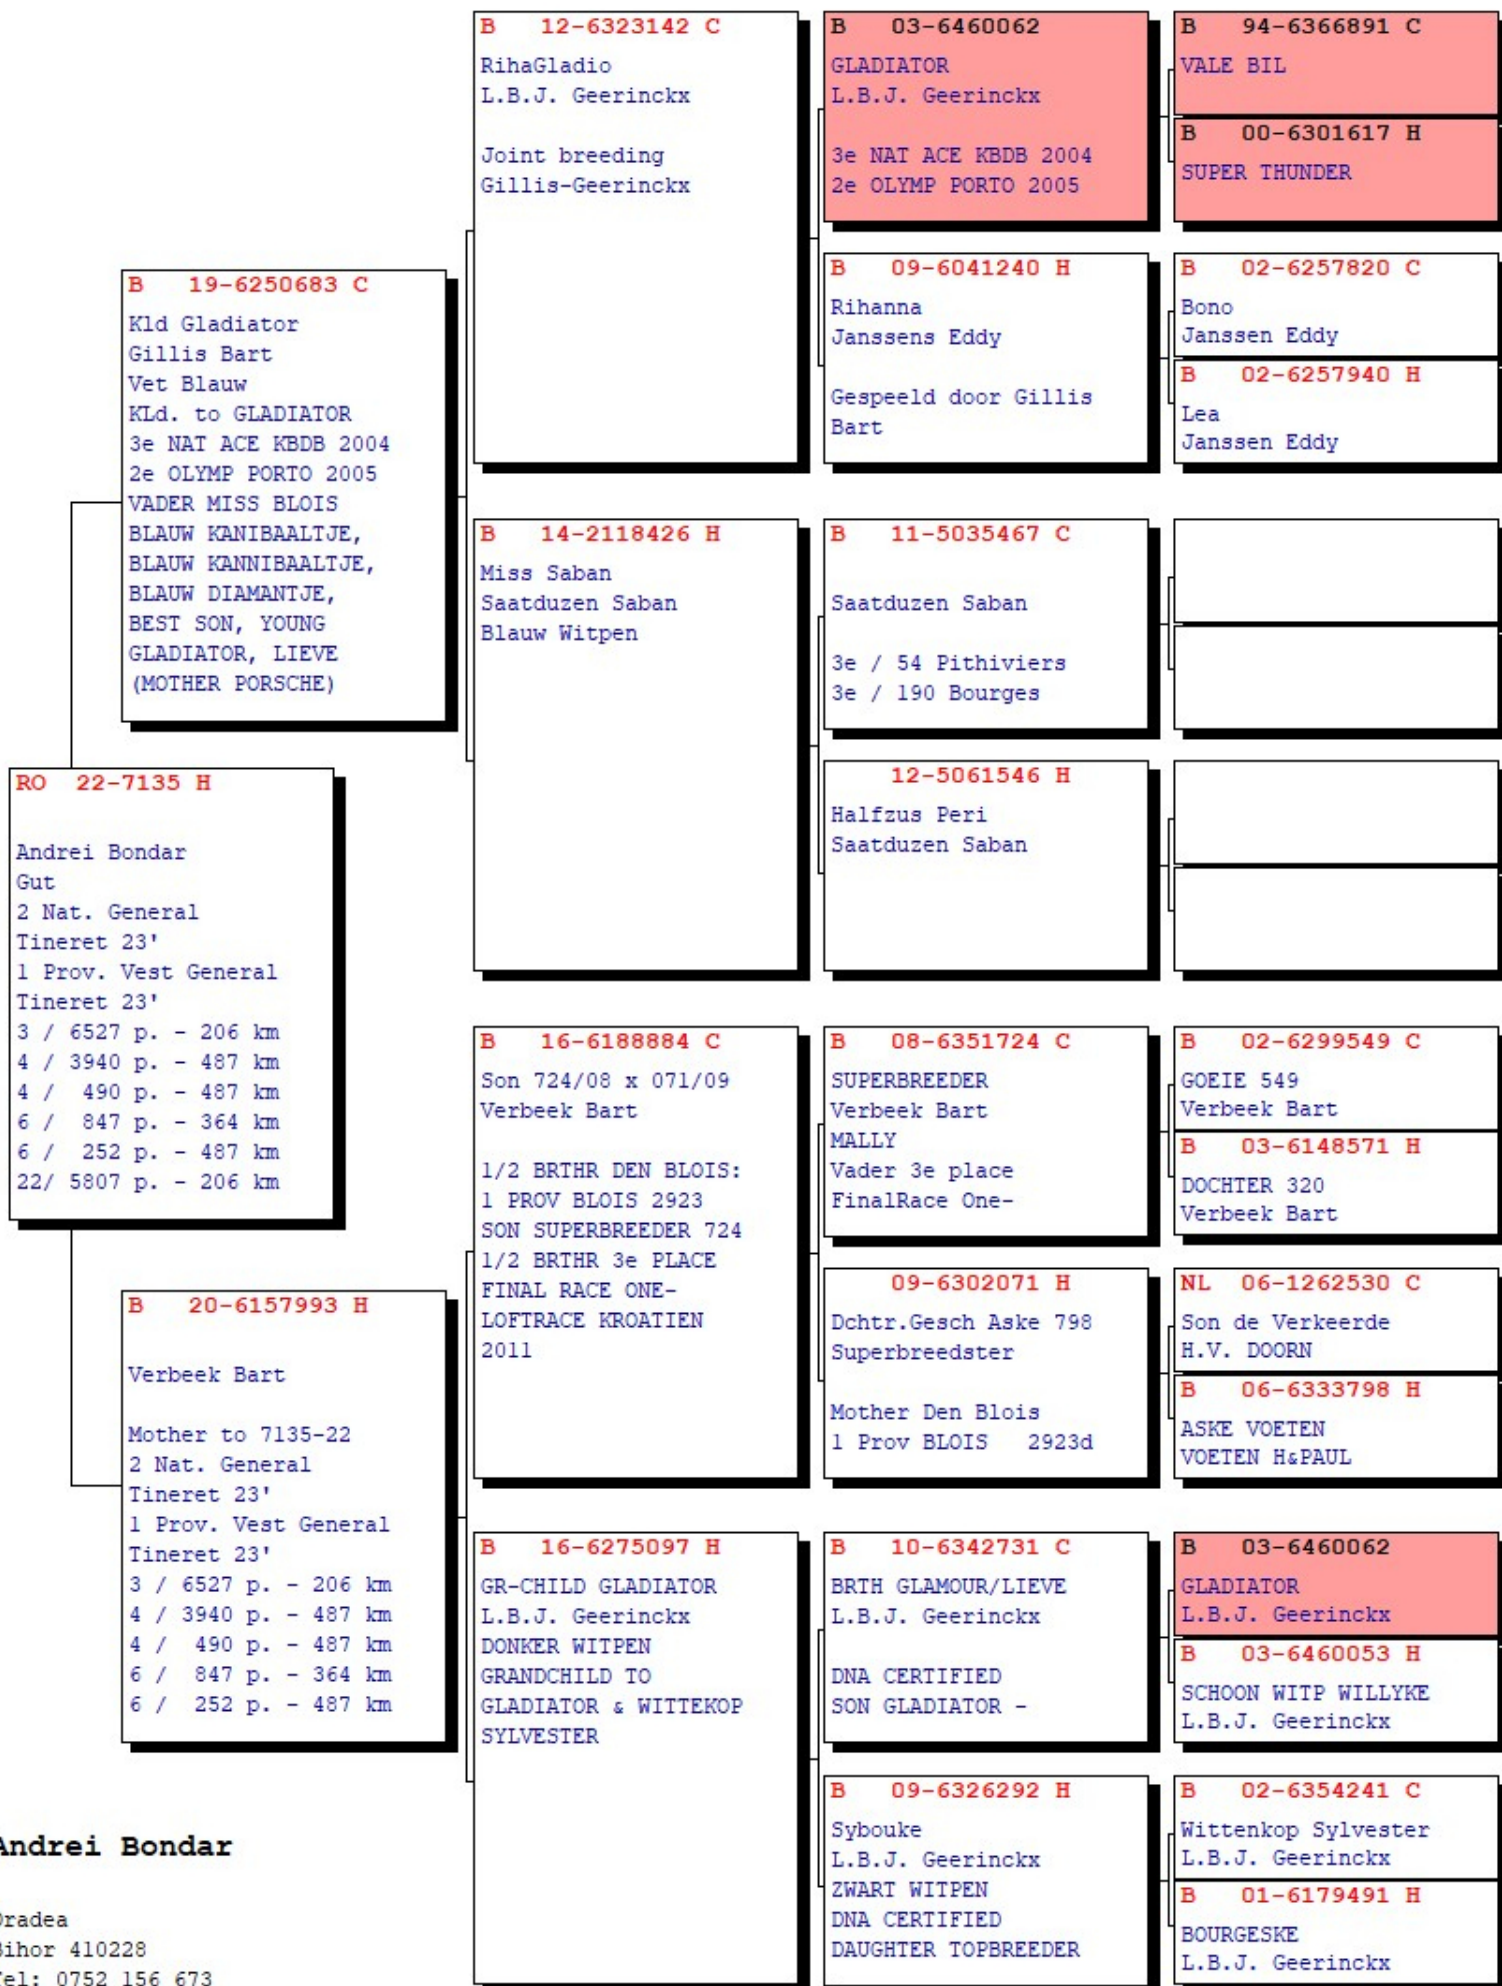 RO 22-7135 H
Andrei Bondar
Gut
2 Nat. General
Tineret 23'
1 Prov. Vest General
Tineret 23'
3 / 6527 p. - 206 km
4 / 3940 p. - 487 km
4 / 490 p. - 487 km
6 / 847 p. - 364 km
6 / 252 p. - 487 km
22/ 5807 p. - 206 km
B 19-6250683 C
Kld Gladiator
Gillis Bart
Vet Blauw
KLd. to GLADIATOR
3e NAT ACE KBDB 2004
2e OLYMP PORTO 2005
VADER MISS BLOIS
BLAUW KANIBAALTJE,
BLAUW KANNIBAALTJE,
BLAUW DIAMANTJE,
BEST SON, YOUNG
GLADIATOR, LIEVE
(MOTHER PORSCHE)
B 20-6157993 H
Verbeek Bart
Mother to 7135-22
2 Nat. General
Tineret 23'
1 Prov. Vest General
Tineret 23'
3 / 6527 p. - 206 km
4 / 3940 p. - 487 km
4 / 490 p. - 487 km
6 / 847 p. - 364 km
6 / 252 p. - 487 km
B 12-6323142 C
RihaGladio
L.B.J. Geerinckx
Joint breeding
Gillis-Geerinckx
B 14-2118426 H
Miss Saban
Saatduzen Saban
Blauw Witpen
B 16-6188884 C
Son 724/08 x 071/09
Verbeek Bart
1/2 BRTHR DEN BLOIS:
1 PROV BLOIS 2923
SON SUPERBREEDER 724
1/2 BRTHR 3e PLACE
FINAL RACE ONE-
LOFTRACE KROATIEN
2011
B 16-6275097 H
GR-CHILD GLADIATOR
L.B.J. Geerinckx
DONKER WITPEN
GRANDCHILD TO
GLADIATOR & WITTEKOP
SYLVESTER
B 03-6460062
GLADIATOR
L.B.J. Geerinckx
3e NAT ACE KBDB 2004
2e OLYMP PORTO 2005
B 09-6041240 H
Rihanna
Janssens Eddy
Gespeeld door Gillis
Bart
B 11-5035467 C
Saatduzen Saban
3e / 54 Pithiviers
3e / 190 Bourges
12-5061546 H
Halfzus Peri
Saatduzen Saban
B 08-6351724 C
SUPERBREEDER
Verbeek Bart
MALLY
Vader 3e place
FinalRace One-
09-6302071 H
Dchtr.Gesch Aske 798
Superbreedster
Mother Den Blois
1 Prov BLOIS 2923d
B 10-6342731 C
BRTH GLAMOUR/LIEVE
L.B.J. Geerinckx
DNA CERTIFIED
SON GLADIATOR -
B 09-6326292 H
Sybouke
L.B.J. Geerinckx
ZWART WITPEN
DNA CERTIFIED
DAUGHTER TOPBREEDER
B 94-6366891 C
VALE BIL
B 00-6301617 H
SUPER THUNDER
B 02-6257820 C
Bono
Janssen Eddy
B 02-6257940 H
Lea
Janssen Eddy
B 02-6299549 C
GOEIE 549
Verbeek Bart
B 03-6148571 H
DOCHTER 320
Verbeek Bart
NL 06-1262530 C
Son de Verkeerde
H.V. DOORN
B 06-6333798 H
ASKE VOETEN
VOETEN H&PAUL
B 03-6460062
GLADIATOR
L.B.J. Geerinckx
B 03-6460053 H
SCHOON WITP WILLYKE
L.B.J. Geerinckx
B 02-6354241 C
Wittenkop Sylvester
L.B.J. Geerinckx
B 01-6179491 H
BOURGESKE
L.B.J. Geerinckx
Andrei Bondar
Oradea
Bihor 410228
Tel: 0752 156 673